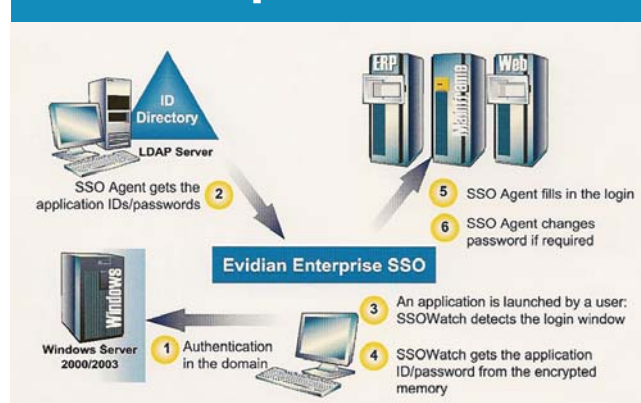 ERP
Mainframe
Web
ID
Directory
LDAP Server
SSO Agent gets the
application IDs/passwords
2
5
SSO Agent fills in the login
6
SSO Agent changes
password if required
Evidian Enterprise SSO
Windows
Windows Server
2000/2003
1
Authentication
in the domain
3
An application is launched by a user:
SSOWatch detects the login window
4
SSOWatch gets the application
ID/password from the encrypted
memory